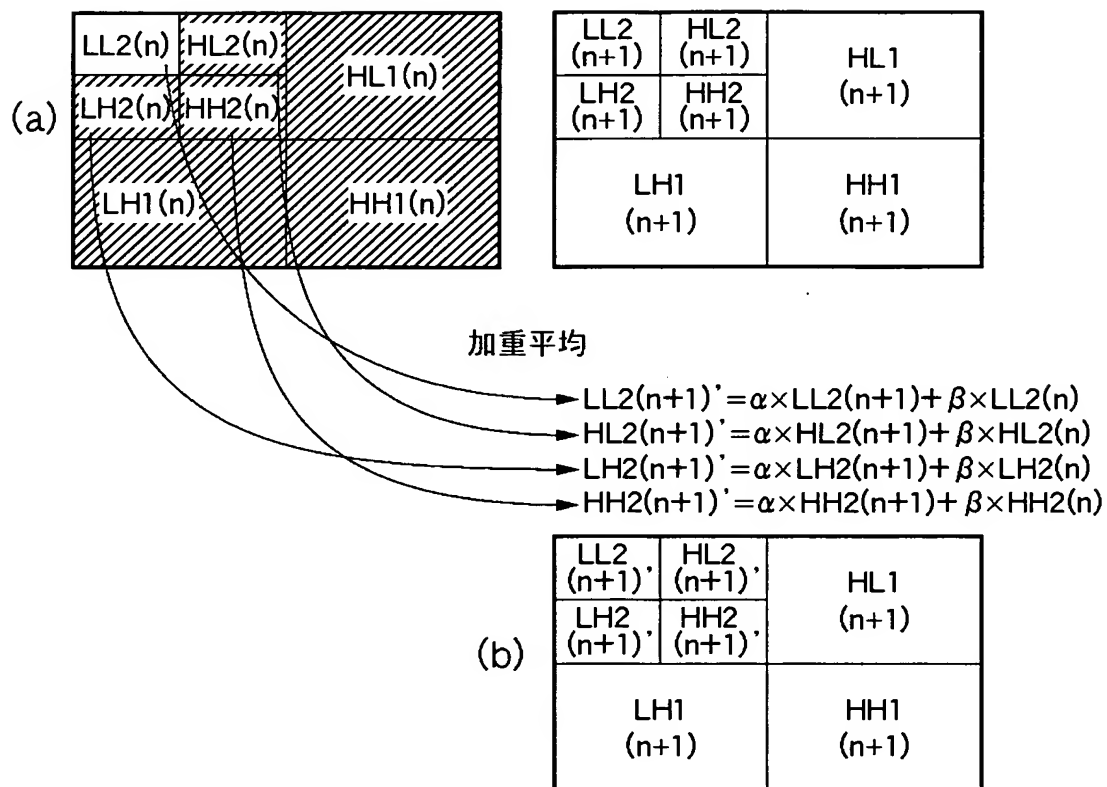 (a)
LL2(n)
HL2(n)
HL1(n)
LH2(n)
HH2(n)
LH1(n)
HH1(n)
LL2
(n+1)
HL2
(n+1)
HL1
(n+1)
LH2
(n+1)
HH2
(n+1)
LH1
(n+1)
HH1
(n+1)
加重平均
LL2(n+1)'=α×LL2(n+1)+β×LL2(n)
HL2(n+1)'=α×HL2(n+1)+β×HL2(n)
LH2(n+1)'=α×LH2(n+1)+β×LH2(n)
HH2(n+1)'=α×HH2(n+1)+β×HH2(n)
(b)
LL2
(n+1)'
HL2
(n+1)'
HL1
(n+1)
LH2
(n+1)'
HH2
(n+1)'
LH1
(n+1)
HH1
(n+1)